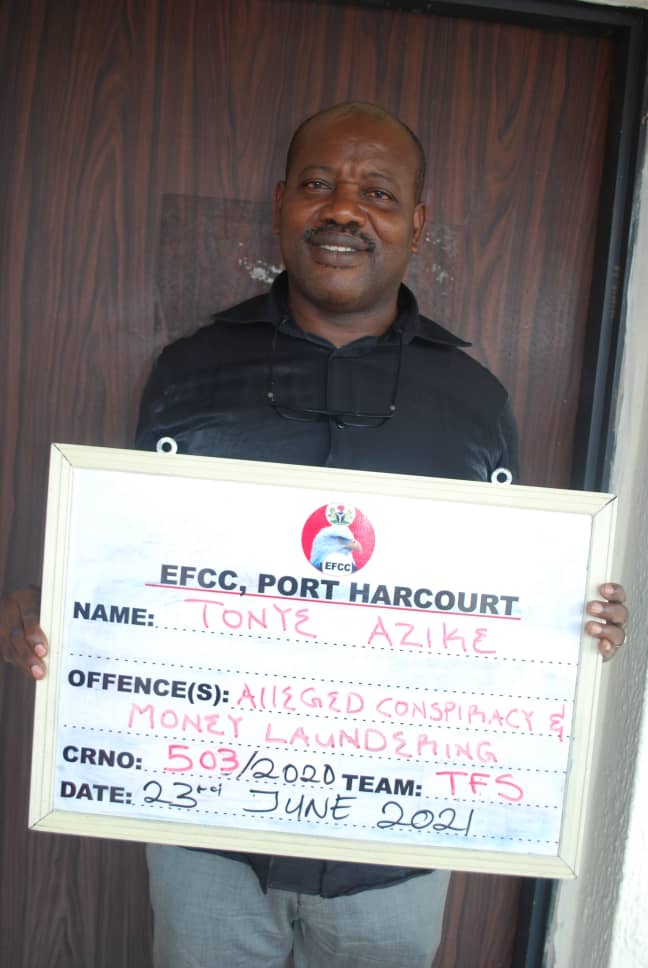 EFCC
EFCC, PORT HARCOURT
NAME: TONYE AZIKE
OFFENCE(S): AllEGED CONSPIRACY &
MONEY LAUNDERING
CRNO: 503/2020 TEAM: TFS
DATE: 23rd JUNE 2021